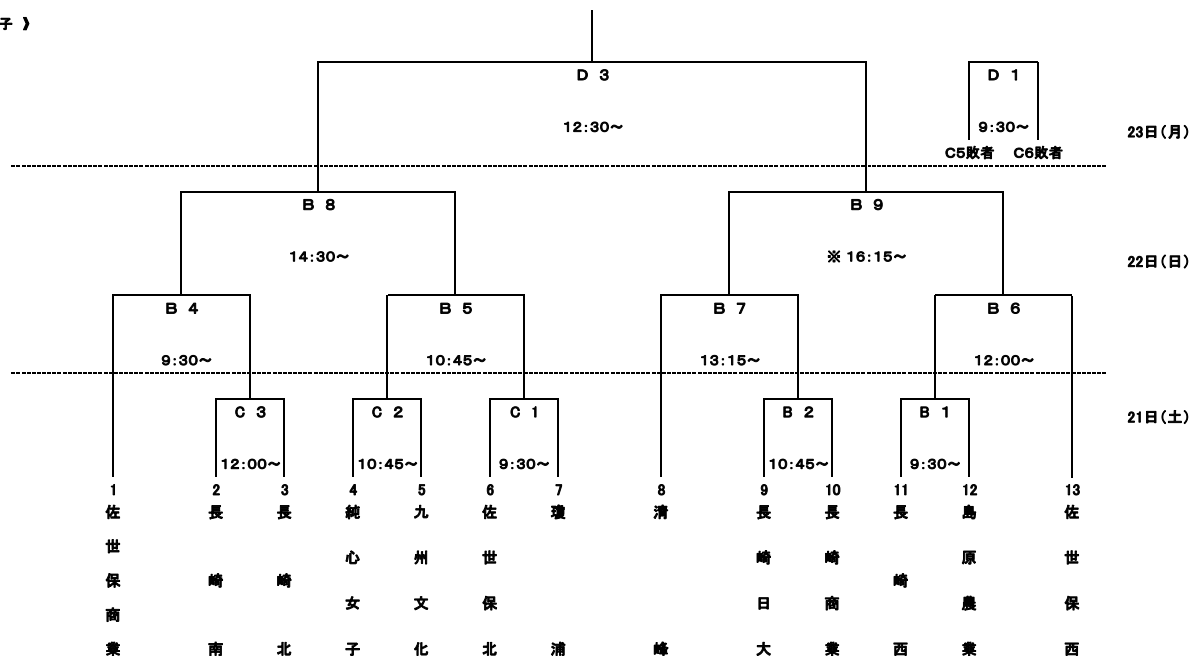 子 》
D 3
D 1
12:30~
9:30~
23日(月)
C5敗者 C6敗者
B 8
B 9
14:30~
※ 16:15~
22日(日)
B 4
B 5
B 7
B 6
9:30~
10:45~
13:15~
12:00~
C 3
C 2
C 1
B 2
B 1
21日(土)
12:00~
10:45~
9:30~
10:45~
9:30~
1 2 3 4 5 6 7 8 9 10 11 12 13
佐世保商業
長崎南
長崎北
純心女子
九州文化
佐世保北
瓊浦
清峰
長崎日大
長崎商業
長崎西
島原農業
佐世保西